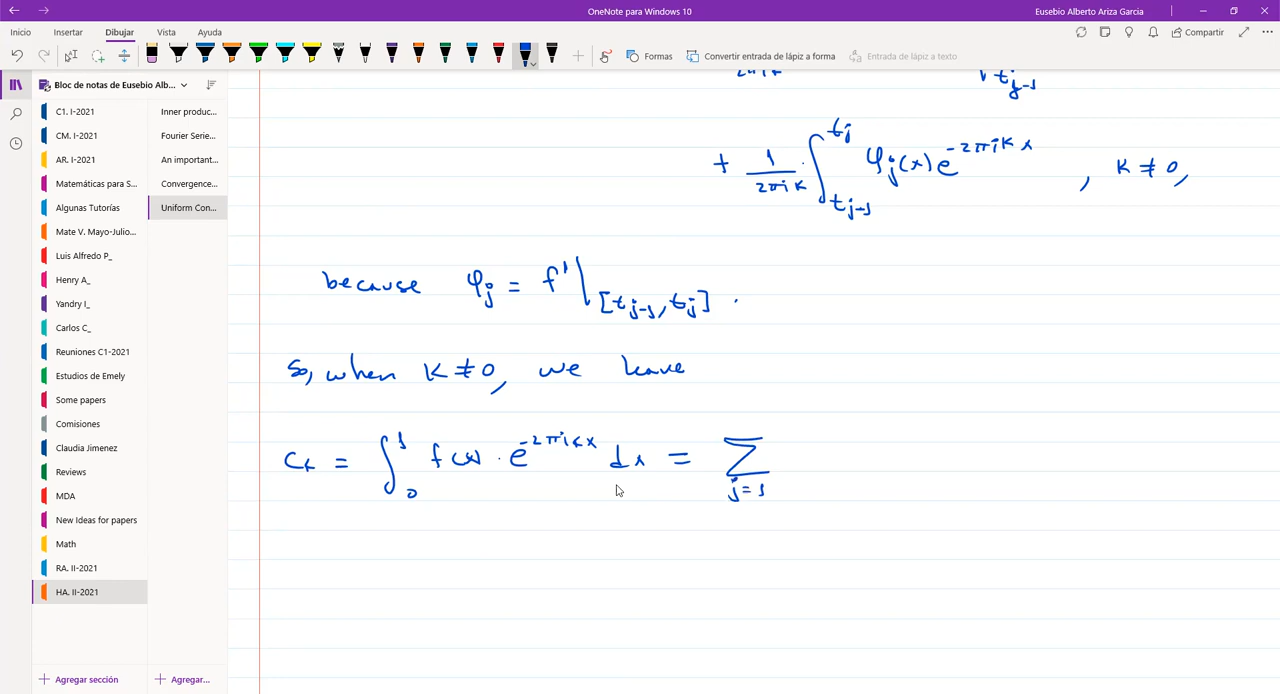 OneNote para Windows 10
Eusebio Alberto Ariza Garcia
Inicio Insertar Dibujar Vista Ayuda
Compartir
Formas
Convertir entrada de lápiz a forma
Entrada de lápiz a texto
Bloc de notas de Eusebio Alb...
C1. I-2021
CM. I-2021
AR. I-2021
Matemáticas para S...
Algunas Tutorías
Mate V. Mayo-Julio...
Luis Alfredo P_
Henry A_
Yandry I_
Carlos C_
Reuniones C1-2021
Estudios de Emely
Some papers
Comisiones
Claudia Jimenez
Reviews
MDA
New Ideas for papers
Math
RA. II-2021
HA. II-2021
Agregar sección
Inner produc...
Fourier Serie...
An important...
Convergence...
Uniform Con...
Agregar...
2πik t_{j-1}
+ 1/(2πik) · ∫_{t_{j-1}}^{t_j} φ_j(x) e^{-2πikx} , k ≠ 0,
because φ_j = f'|_{[t_{j-1}, t_j]} .
So, when k ≠ 0, we have
c_k = ∫_0^1 f(x) · e^{-2πikx} dx = Σ_{j=1}